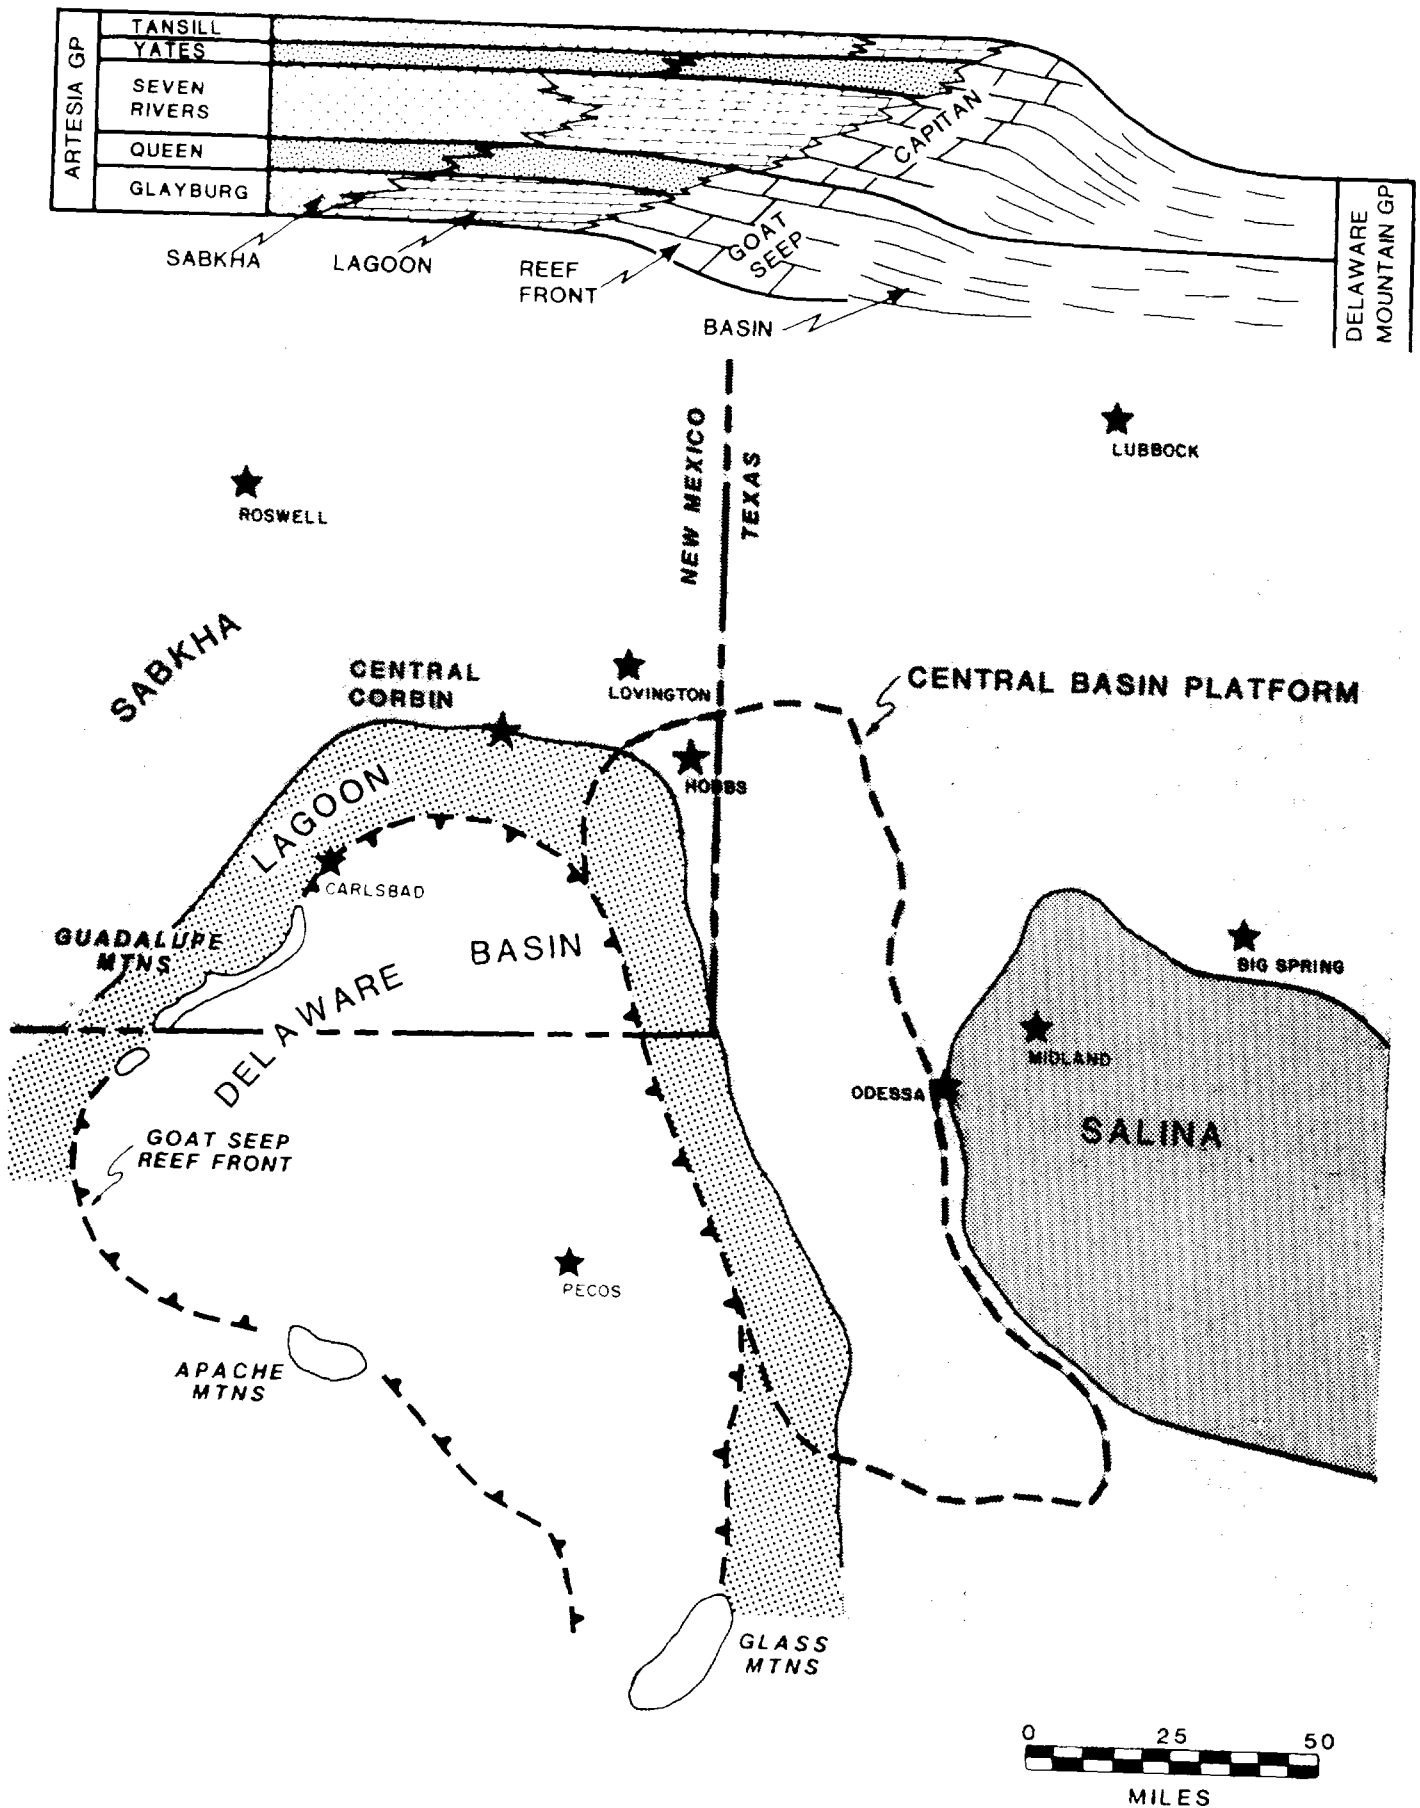 ARTESIA GP
TANSILL
YATES
SEVEN
RIVERS
QUEEN
GLAYBURG
CAPITAN
GOAT
SEEP
SABKHA
LAGOON
REEF
FRONT
BASIN
DELAWARE
MOUNTAIN GP
NEW MEXICO
TEXAS
LUBBOCK
ROSWELL
SABKHA
CENTRAL
CORBIN
LOVINGTON
CENTRAL BASIN PLATFORM
HOBBS
LAGOON
CARLSBAD
GUADALUPE
MTNS
DELAWARE BASIN
BIG SPRING
MIDLAND
ODESSA
SALINA
GOAT SEEP
REEF FRONT
PECOS
APACHE
MTNS
GLASS
MTNS
0 25 50
MILES